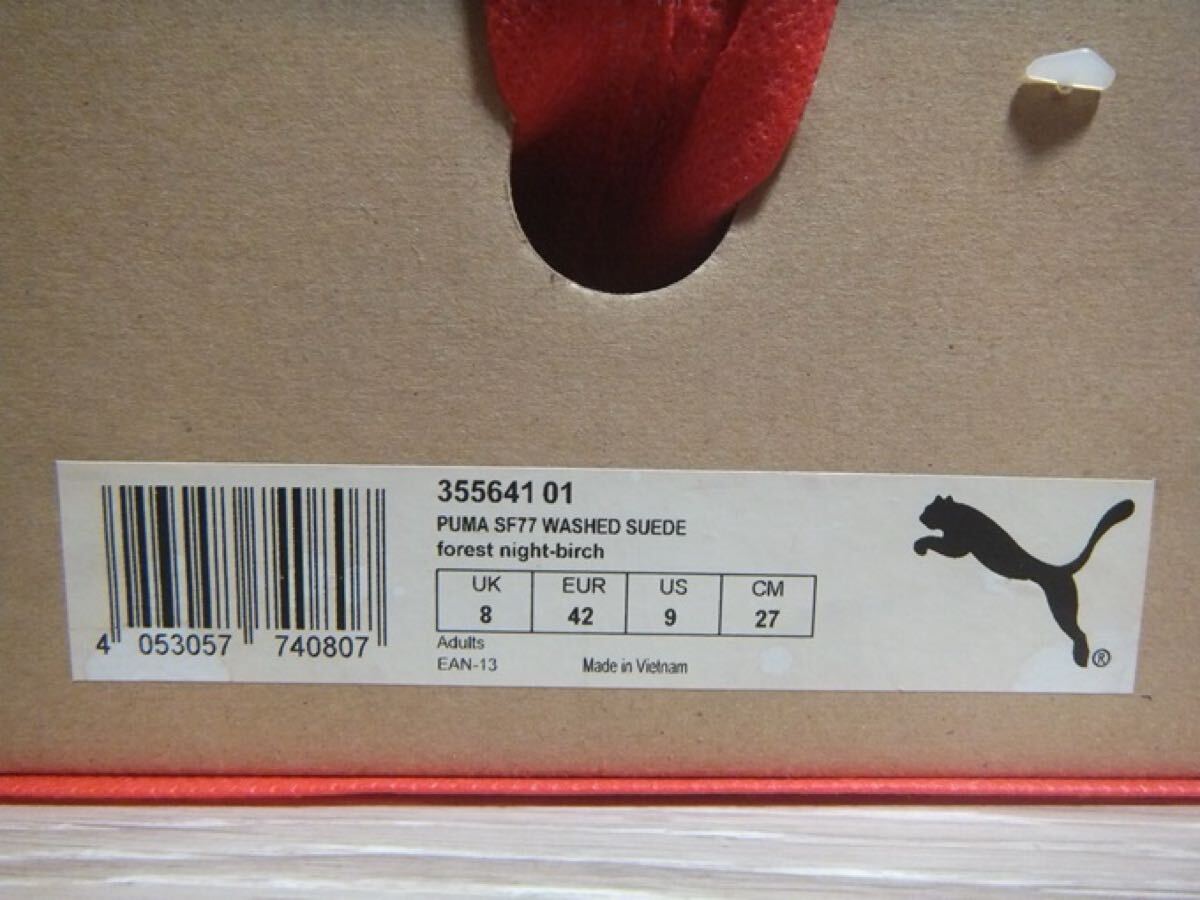 355641 01
PUMA SF77 WASHED SUEDE
forest night-birch
UK EUR US CM
8 42 9 27
Adults
EAN-13 Made in Vietnam
4 053057 740807
®